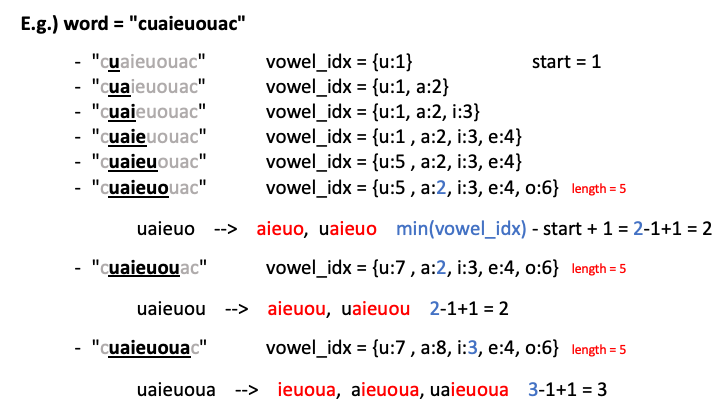 E.g.) word = "cuaieuouac"
- "cuaieuouac" vowel_idx = {u:1} start = 1
- "cuaieuouac" vowel_idx = {u:1, a:2}
- "cuaieuouac" vowel_idx = {u:1, a:2, i:3}
- "cuaieuouac" vowel_idx = {u:1 , a:2, i:3, e:4}
- "cuaieuouac" vowel_idx = {u:5 , a:2, i:3, e:4}
- "cuaieuouac" vowel_idx = {u:5 , a:2, i:3, e:4, o:6} length = 5
uaieuo --> aieuo, uaieuo min(vowel_idx) - start + 1 = 2-1+1 = 2
- "cuaieuouac" vowel_idx = {u:7 , a:2, i:3, e:4, o:6} length = 5
uaieuou --> aieuou, uaieuou 2-1+1 = 2
- "cuaieuouac" vowel_idx = {u:7 , a:8, i:3, e:4, o:6} length = 5
uaieuoua --> ieuoua, aieuoua, uaieuoua 3-1+1 = 3